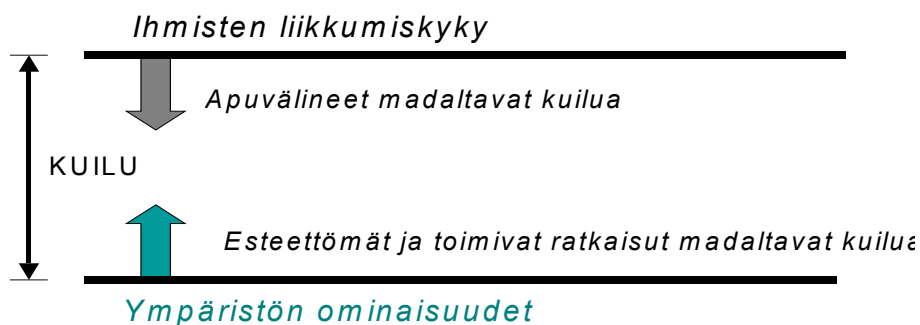 Ihmisten liikkumiskyky
Apuvälineet madaltavat kuilua
KUILU
Esteettömät ja toimivat ratkaisut madaltavat kuilua
Ympäristön ominaisuudet